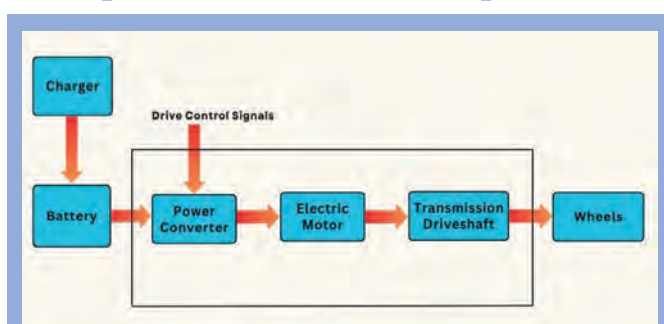 Charger
Drive Control Signals
Battery
Power
Converter
Electric
Motor
Transmission
Driveshaft
Wheels